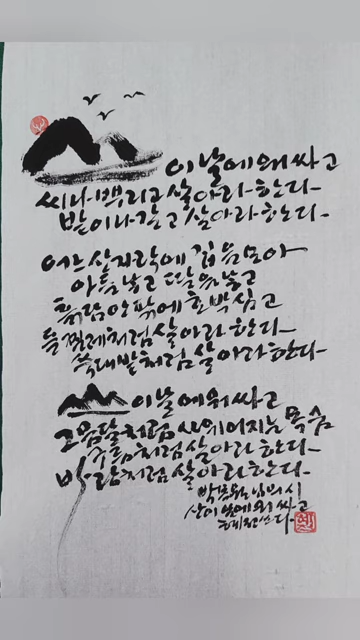 이 날 에워싸고
씨나 뿌리고 살아라 한다
밭이나 갈고 살아라 한다
어느 산자락에 집을 모아
아들 낳고 딸을 낳고
흙담 안팎에 호박 심고
들찔레처럼 살아라 한다
쑥대밭처럼 살아라 한다
이 날 에워싸고
그믐달처럼 사위어지는 목숨
구름처럼 살아라 한다
바람처럼 살아라 한다
박목월님의 시
산이 날 에워싸고
쓰다